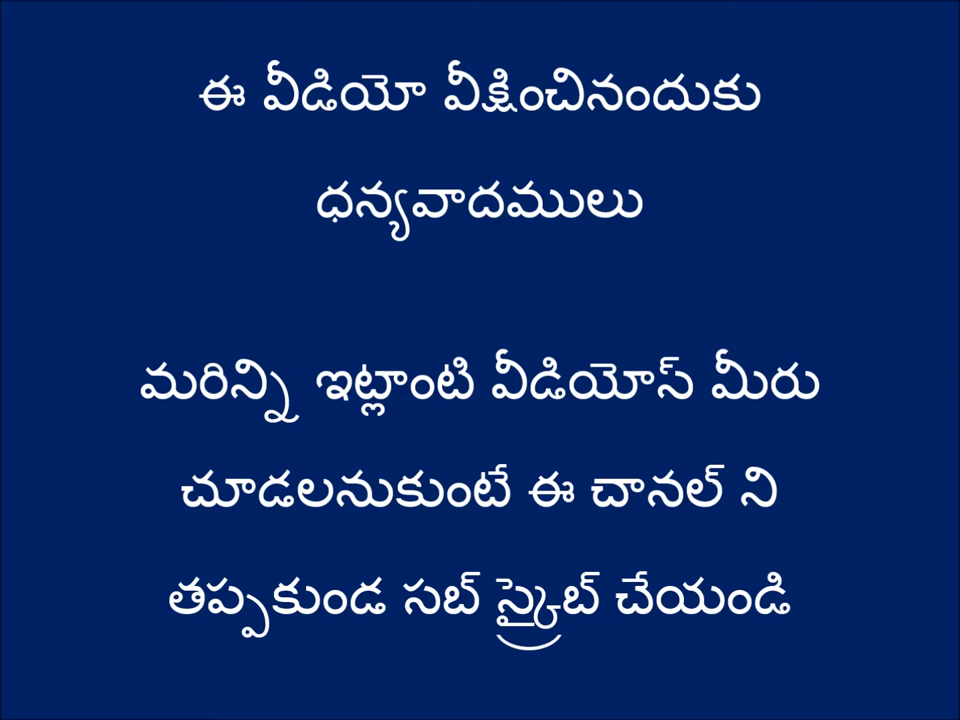 ఈ వీడియో వీక్షించినందుకు
ధన్యవాదములు
మరిన్ని ఇట్లాంటి వీడియోస్ మీరు
చూడలనుకుంటే ఈ చానల్ ని
తప్పకుండ సబ్ స్క్రైబ్ చేయండి